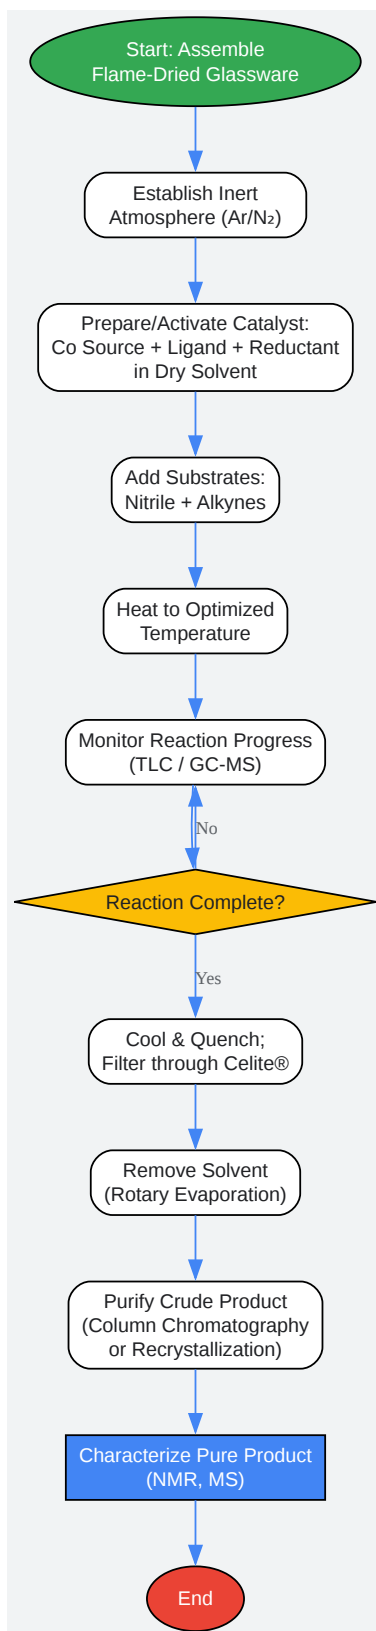 Start: Assemble
Flame-Dried Glassware
Establish Inert
Atmosphere (Ar/N₂)
Prepare/Activate Catalyst:
Co Source + Ligand + Reductant
in Dry Solvent
Add Substrates:
Nitrile + Alkynes
Heat to Optimized
Temperature
Monitor Reaction Progress
(TLC / GC-MS)
No
Reaction Complete?
Yes
Cool & Quench;
Filter through Celite®
Remove Solvent
(Rotary Evaporation)
Purify Crude Product
(Column Chromatography
or Recrystallization)
Characterize Pure Product
(NMR, MS)
End